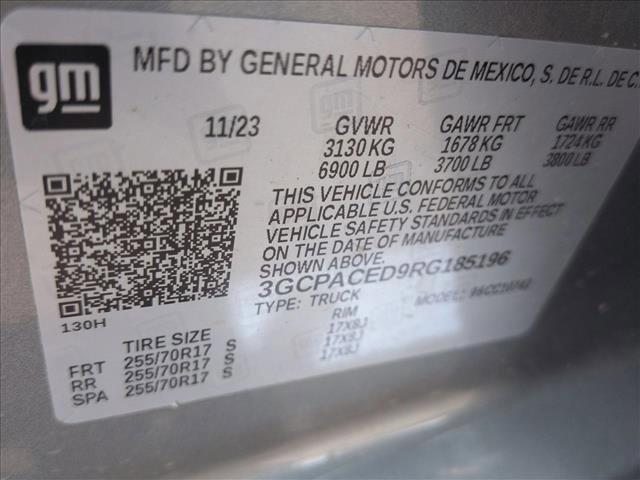 gm
MFD BY GENERAL MOTORS DE MEXICO, S. DE R.L. DE C.
11/23 GVWR GAWR FRT GAWR RR
3130 KG 1678 KG 1724 KG
6900 LB 3700 LB 3800 LB
THIS VEHICLE CONFORMS TO ALL
APPLICABLE U.S. FEDERAL MOTOR
VEHICLE SAFETY STANDARDS IN EFFECT
ON THE DATE OF MANUFACTURE
SHOWN ABOVE.
3GCPACED9RG185196
TYPE: TRUCK MODEL:
130H
TIRE SIZE RIM
FRT 255/70R17 S 17X8J
RR 255/70R17 S 17X8J
SPA 255/70R17 S 17X8J